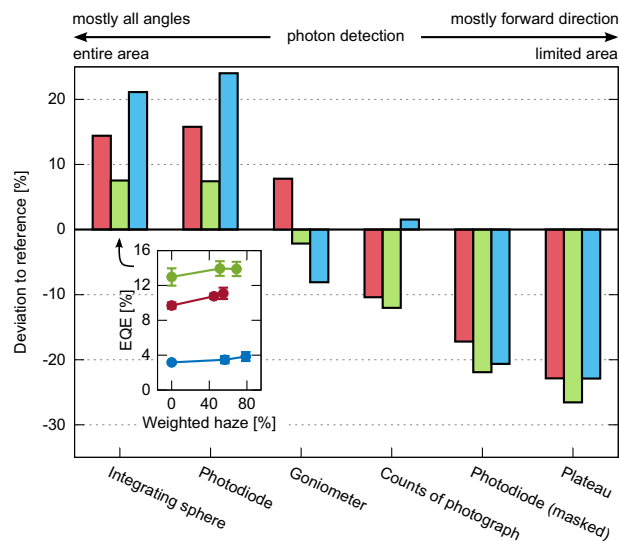 mostly all angles
mostly forward direction
photon detection
entire area
limited area
Deviation to reference [%]
20
10
0
-10
-20
-30
EQE [%]
16
12
8
4
0
0
40
80
Weighted haze [%]
Integrating sphere
Photodiode
Goniometer
Counts of photograph
Photodiode (masked)
Plateau